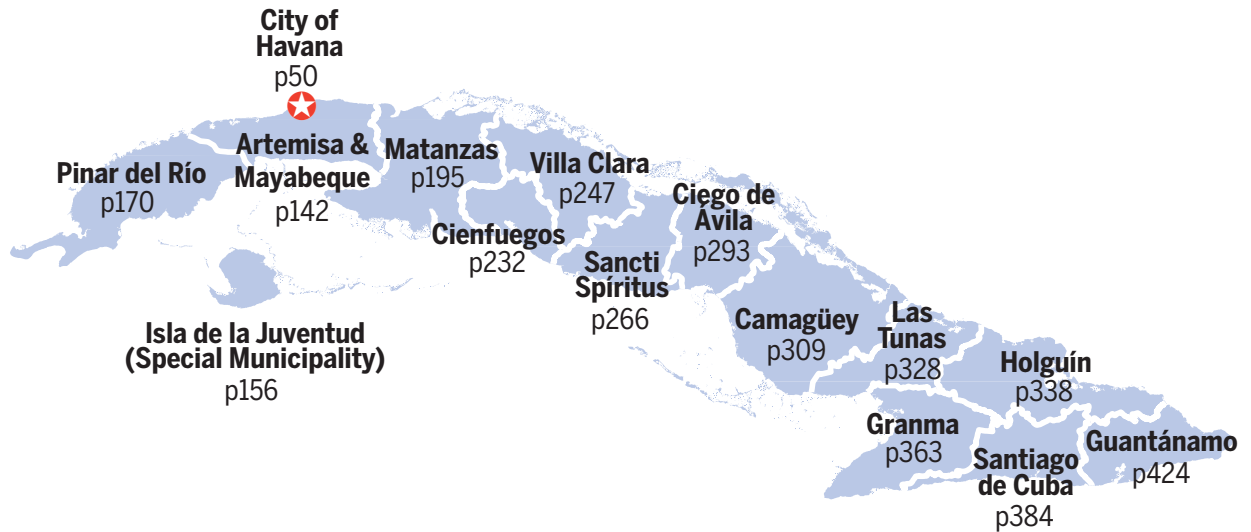 City of
Havana
p50
Artemisa &
Mayabeque
p142
Pinar del Río
p170
Matanzas
p195
Villa Clara
p247
Cienfuegos
p232
Ciego de
Ávila
p293
Sancti
Spíritus
p266
Isla de la Juventud
(Special Municipality)
p156
Camagüey
p309
Las
Tunas
p328
Holguín
p338
Granma
p363
Santiago
de Cuba
p384
Guantánamo
p424